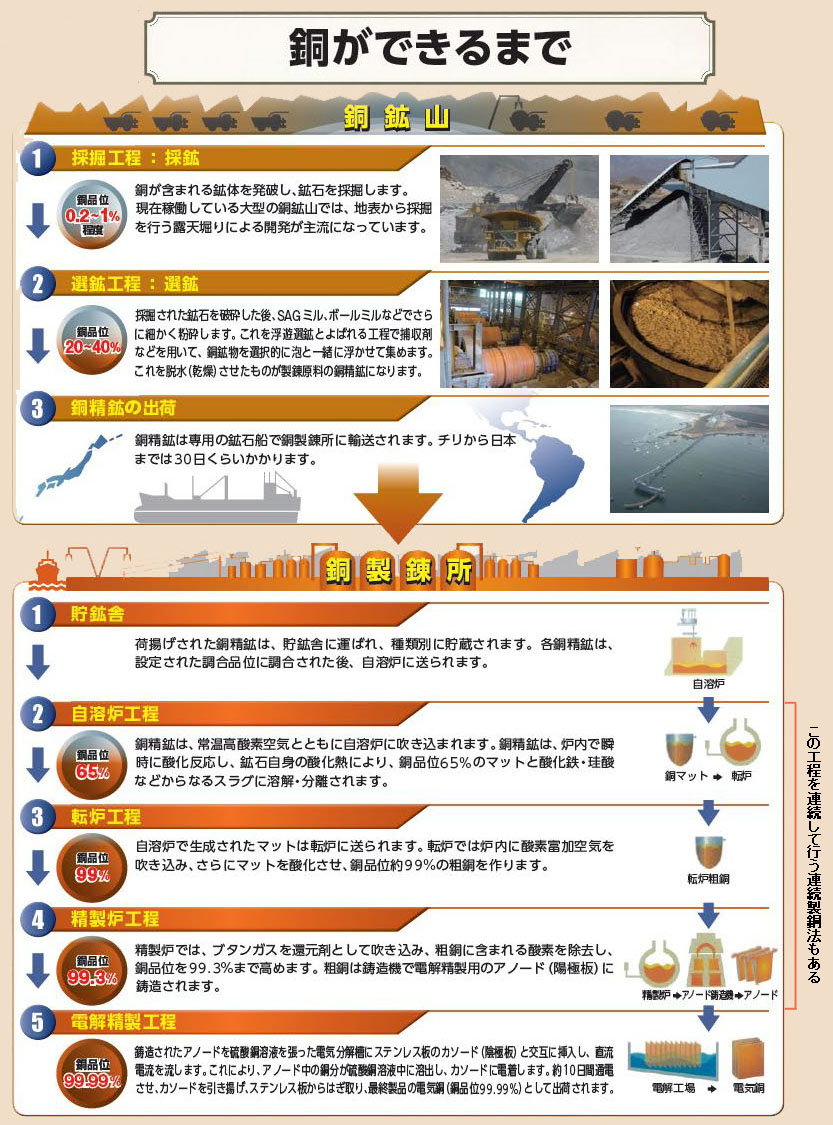 銅ができるまで
銅鉱山
1 採掘工程：採鉱
銅品位
0.2~1%
程度
銅が含まれる鉱体を発破し、鉱石を採掘します。
現在稼働している大型の銅鉱山では、地表から採掘
を行う露天堀りによる開発が主流になっています。
2 選鉱工程：選鉱
銅品位
20~40%
採掘された鉱石を破砕した後、SAGミル、ボールミルなどでさら
に細かく粉砕します。これを浮遊選鉱とよばれる工程で捕収剤
などを用いて、銅鉱物を選択的に泡と一緒に浮かせて集めます。
これを脱水(乾燥)させたものが製錬原料の銅精鉱になります。
3 銅精鉱の出荷
銅精鉱は専用の鉱石船で銅製錬所に輸送されます。チリから日本
までは30日くらいかかります。
銅製錬所
1 貯鉱舎
荷揚げされた銅精鉱は、貯鉱舎に運ばれ、種類別に貯蔵されます。各銅精鉱は、
設定された調合品位に調合された後、自溶炉に送られます。
自溶炉
2 自溶炉工程
銅品位
65%
銅精鉱は、常温高酸素空気とともに自溶炉に吹き込まれます。銅精鉱は、炉内で瞬
時に酸化反応し、鉱石自身の酸化熱により、銅品位65%のマットと酸化鉄・珪酸
などからなるスラグに溶解・分離されます。
銅マット ➡ 転炉
3 転炉工程
銅品位
99%
自溶炉で生成されたマットは転炉に送られます。転炉では炉内に酸素富加空気を
吹き込み、さらにマットを酸化させ、銅品位約99%の粗銅を作ります。
転炉粗銅
4 精製炉工程
銅品位
99.3%
精製炉では、ブタンガスを還元剤として吹き込み、粗銅に含まれる酸素を除去し、
銅品位を99.3%まで高めます。粗銅は鋳造機で電解精製用のアノード(陽極板)に
鋳造されます。
精製炉➡アノード鋳造機➡アノード
5 電解精製工程
銅品位
99.99%
鋳造されたアノードを硫酸銅溶液を張った電気分解槽にステンレス板のカソード(陰極板)と交互に挿入し、直流
電流を流します。これにより、アノード中の銅分が硫酸銅溶液中に溶出し、カソードに電着します。約10日間通電
させ、カソードを引き揚げ、ステンレス板からはぎ取り、最終製品の電気銅(銅品位99.99%)として出荷されます。
電解工場 ➡ 電気銅
この工程を連続して行う連続製銅法もある